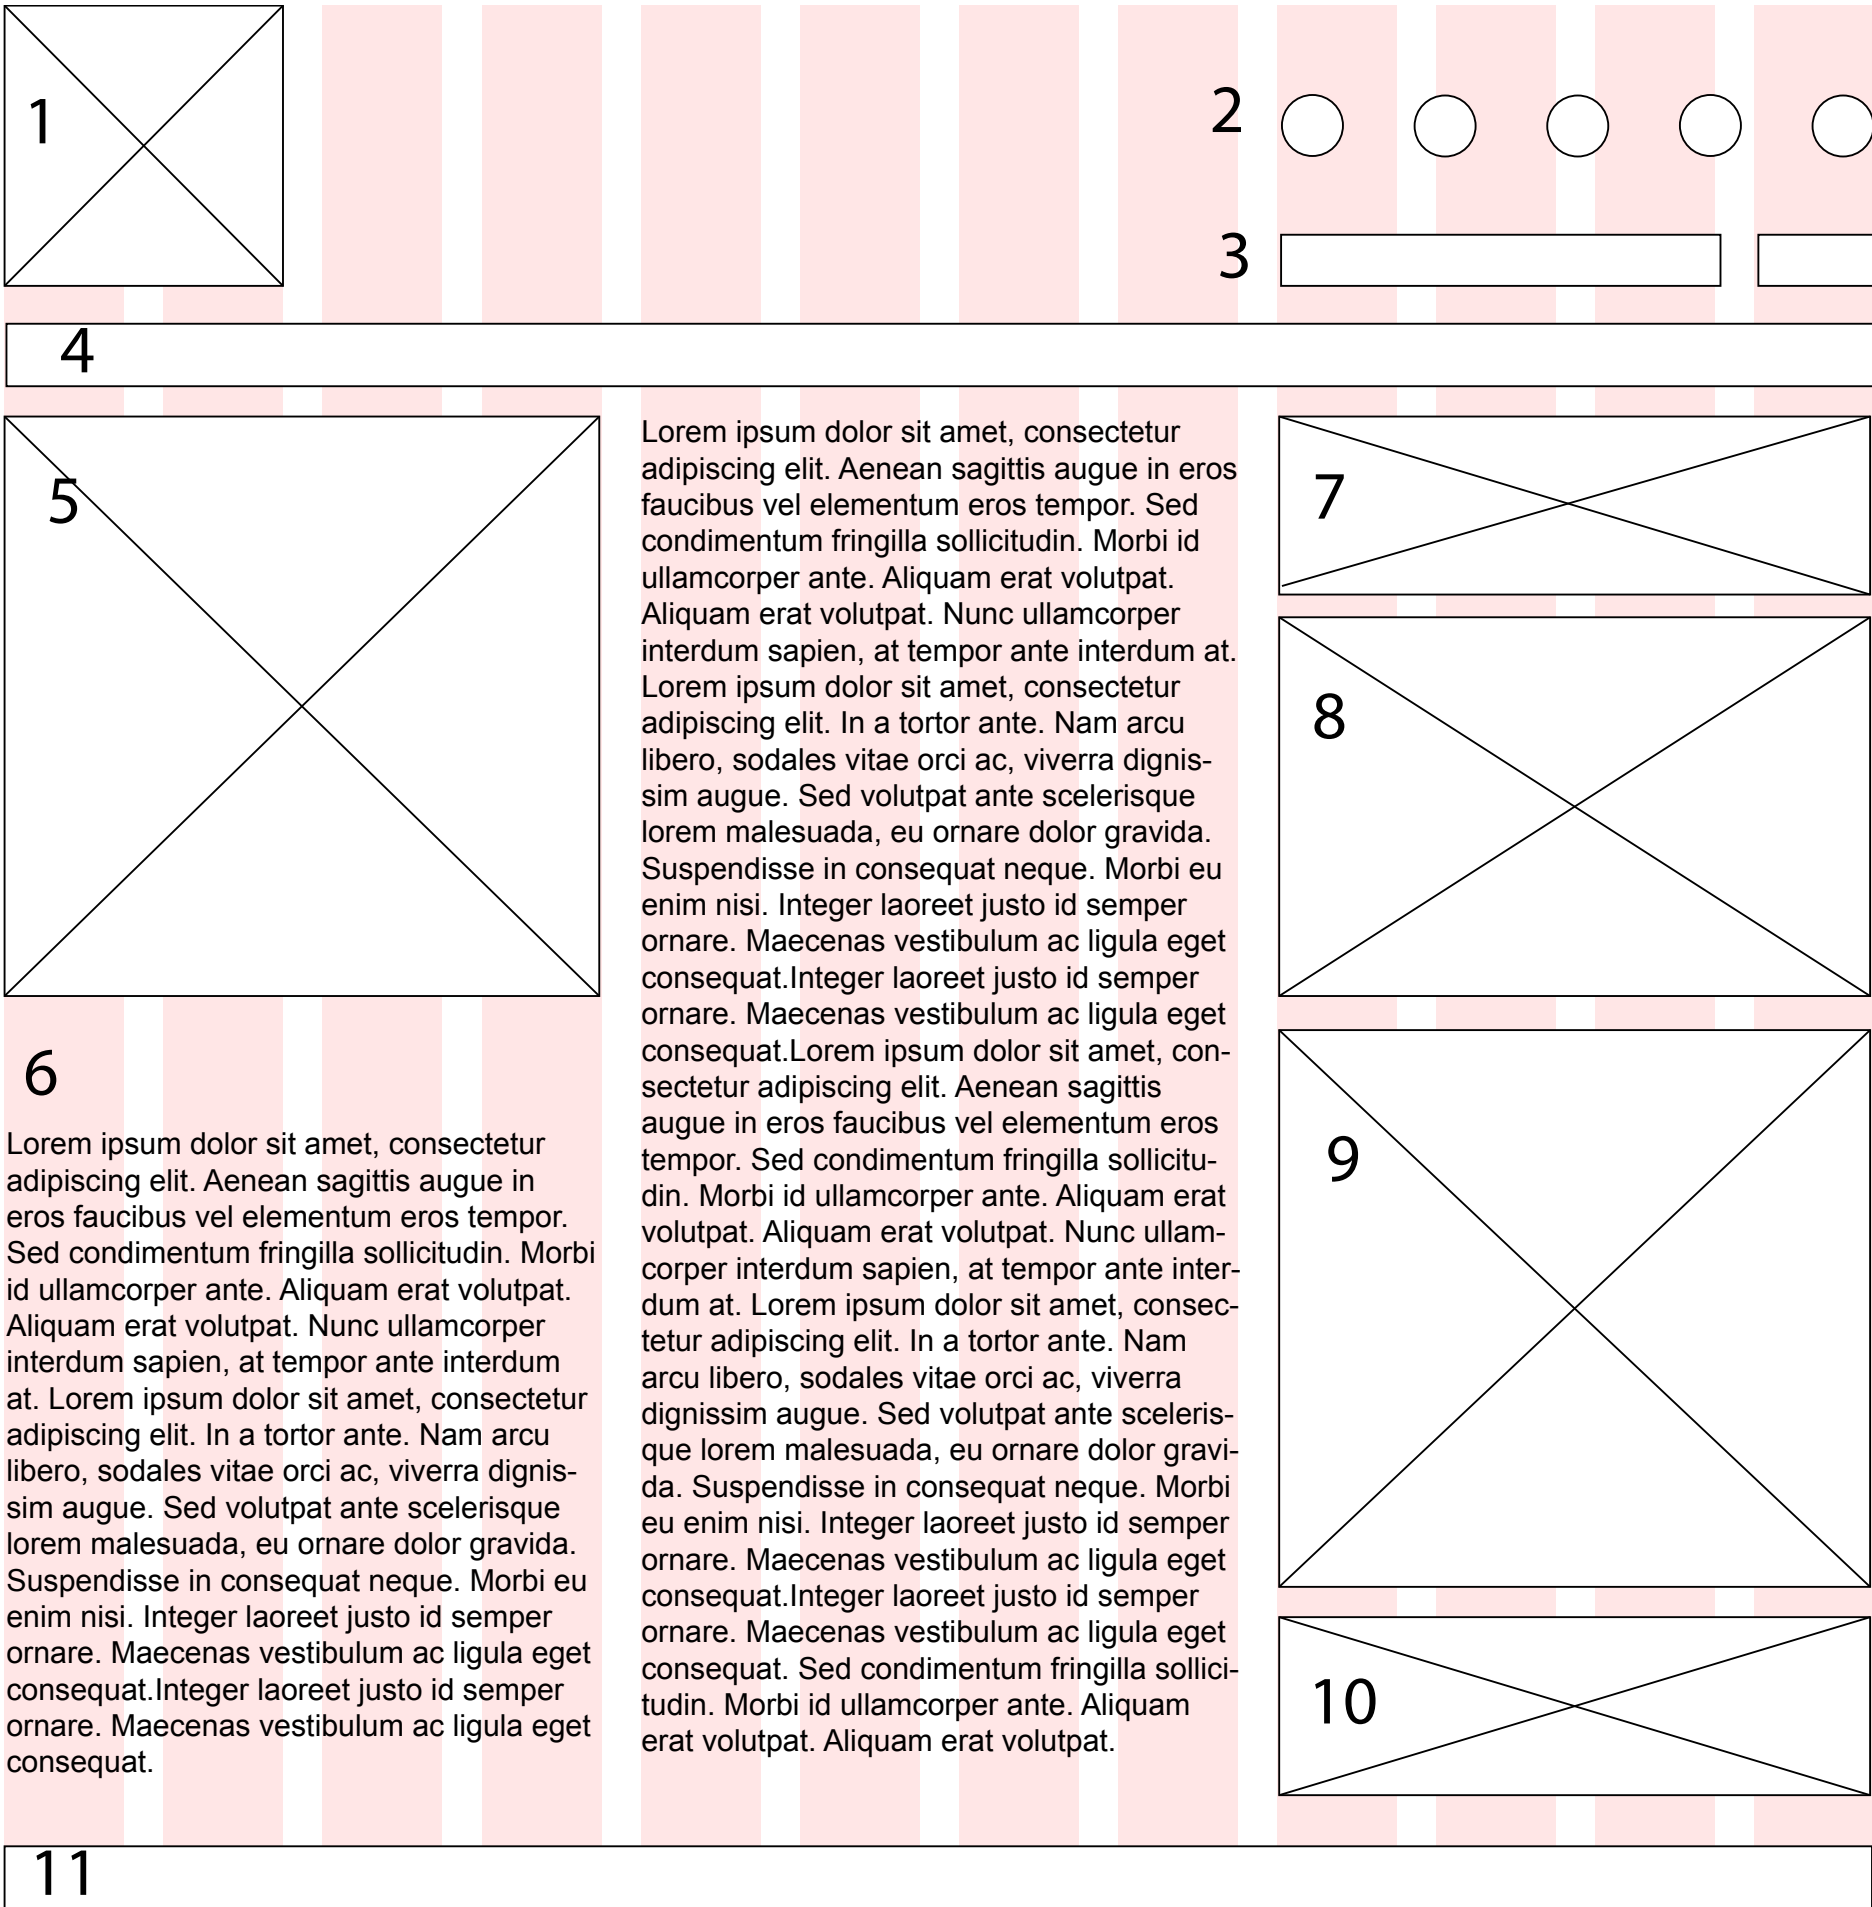 1
2
3
4
5
6
Lorem ipsum dolor sit amet, consectetur
adipiscing elit. Aenean sagittis augue in
eros faucibus vel elementum eros tempor.
Sed condimentum fringilla sollicitudin. Morbi
id ullamcorper ante. Aliquam erat volutpat.
Aliquam erat volutpat. Nunc ullamcorper
interdum sapien, at tempor ante interdum
at. Lorem ipsum dolor sit amet, consectetur
adipiscing elit. In a tortor ante. Nam arcu
libero, sodales vitae orci ac, viverra dignis-
sim augue. Sed volutpat ante scelerisque
lorem malesuada, eu ornare dolor gravida.
Suspendisse in consequat neque. Morbi eu
enim nisi. Integer laoreet justo id semper
ornare. Maecenas vestibulum ac ligula eget
consequat.Integer laoreet justo id semper
ornare. Maecenas vestibulum ac ligula eget
consequat.
Lorem ipsum dolor sit amet, consectetur
adipiscing elit. Aenean sagittis augue in eros
faucibus vel elementum eros tempor. Sed
condimentum fringilla sollicitudin. Morbi id
ullamcorper ante. Aliquam erat volutpat.
Aliquam erat volutpat. Nunc ullamcorper
interdum sapien, at tempor ante interdum at.
Lorem ipsum dolor sit amet, consectetur
adipiscing elit. In a tortor ante. Nam arcu
libero, sodales vitae orci ac, viverra dignis-
sim augue. Sed volutpat ante scelerisque
lorem malesuada, eu ornare dolor gravida.
Suspendisse in consequat neque. Morbi eu
enim nisi. Integer laoreet justo id semper
ornare. Maecenas vestibulum ac ligula eget
consequat.Integer laoreet justo id semper
ornare. Maecenas vestibulum ac ligula eget
consequat.Lorem ipsum dolor sit amet, con-
sectetur adipiscing elit. Aenean sagittis
augue in eros faucibus vel elementum eros
tempor. Sed condimentum fringilla sollicitu-
din. Morbi id ullamcorper ante. Aliquam erat
volutpat. Aliquam erat volutpat. Nunc ullam-
corper interdum sapien, at tempor ante inter-
dum at. Lorem ipsum dolor sit amet, consec-
tetur adipiscing elit. In a tortor ante. Nam
arcu libero, sodales vitae orci ac, viverra
dignissim augue. Sed volutpat ante sceleris-
que lorem malesuada, eu ornare dolor gravi-
da. Suspendisse in consequat neque. Morbi
eu enim nisi. Integer laoreet justo id semper
ornare. Maecenas vestibulum ac ligula eget
consequat.Integer laoreet justo id semper
ornare. Maecenas vestibulum ac ligula eget
consequat. Sed condimentum fringilla sollici-
tudin. Morbi id ullamcorper ante. Aliquam
erat volutpat. Aliquam erat volutpat.
7
8
9
10
11